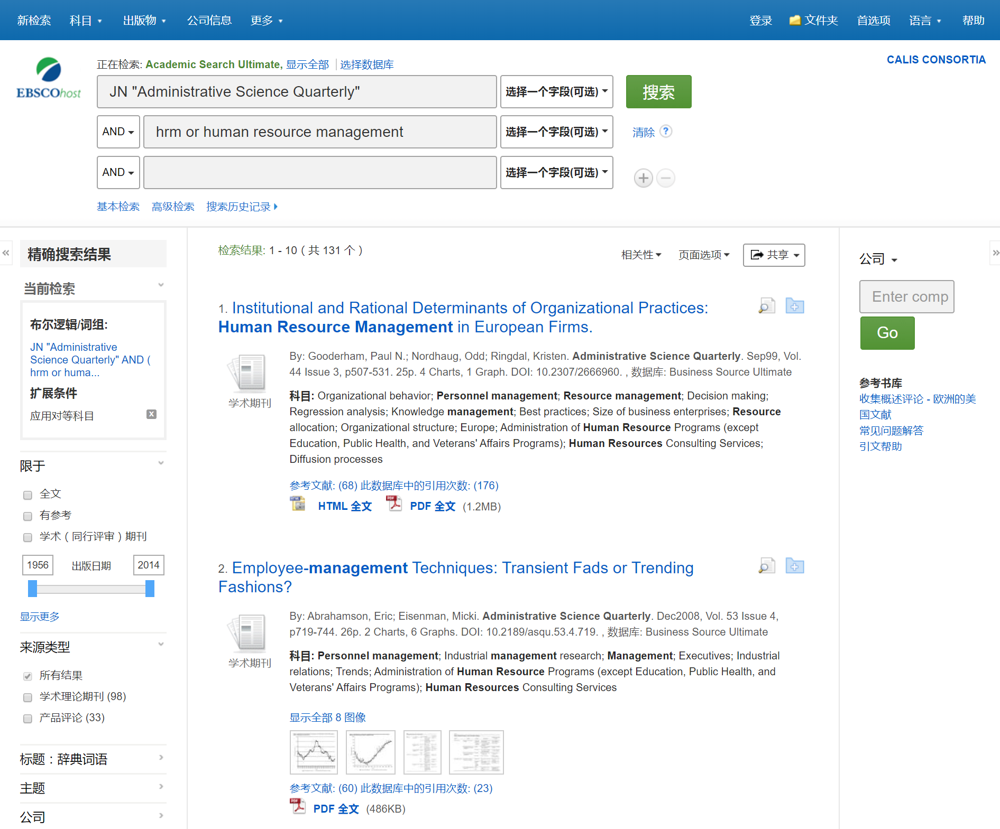 新检索 科目 出版物 公司信息 更多 登录 文件夹 首选项 语言 帮助
EBSCOhost
正在检索: Academic Search Ultimate, 显示全部 选择数据库
CALIS CONSORTIA
JN "Administrative Science Quarterly" 选择一个字段(可选) 搜索
AND hrm or human resource management 选择一个字段(可选) 清除 ?
AND 选择一个字段(可选)
基本检索 高级检索 搜索历史记录
精确搜索结果
当前检索
布尔逻辑/词组:
JN "Administrative
Science Quarterly" AND (
hrm or huma...
扩展条件
应用对等科目 x
限于
全文
有参考
学术（同行评审）期刊
1956 出版日期 2014
显示更多
来源类型
所有结果
学术理论期刊 (98)
产品评论 (33)
标题：辞典词语
主题
公司
检索结果: 1 - 10（共 131 个）
相关性 页面选项 共享
1. Institutional and Rational Determinants of Organizational Practices:
Human Resource Management in European Firms.
学术期刊
By: Gooderham, Paul N.; Nordhaug, Odd; Ringdal, Kristen. Administrative Science Quarterly. Sep99, Vol.
44 Issue 3, p507-531. 25p. 4 Charts, 1 Graph. DOI: 10.2307/2666960. , 数据库: Business Source Ultimate
科目: Organizational behavior; Personnel management; Resource management; Decision making;
Regression analysis; Knowledge management; Best practices; Size of business enterprises; Resource
allocation; Organizational structure; Europe; Administration of Human Resource Programs (except
Education, Public Health, and Veterans' Affairs Programs); Human Resources Consulting Services;
Diffusion processes
参考文献: (68) 此数据库中的引用次数: (176)
HTML 全文 PDF 全文 (1.2MB)
2. Employee-management Techniques: Transient Fads or Trending
Fashions?
学术期刊
By: Abrahamson, Eric; Eisenman, Micki. Administrative Science Quarterly. Dec2008, Vol. 53 Issue 4,
p719-744. 26p. 2 Charts, 6 Graphs. DOI: 10.2189/asqu.53.4.719. , 数据库: Business Source Ultimate
科目: Personnel management; Industrial management research; Management; Executives; Industrial
relations; Trends; Administration of Human Resource Programs (except Education, Public Health, and
Veterans' Affairs Programs); Human Resources Consulting Services
显示全部 8 图像
参考文献: (60) 此数据库中的引用次数: (23)
PDF 全文 (486KB)
公司
Enter comp
Go
参考书库
收集概述评论 - 欧洲的美
国文献
常见问题解答
引文帮助